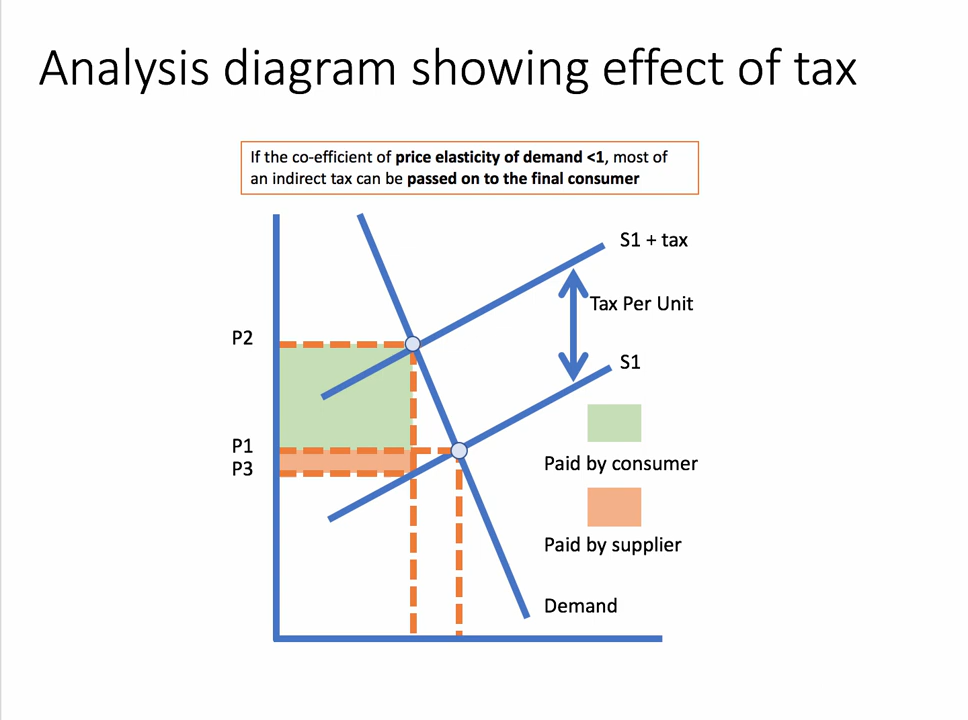 Analysis diagram showing effect of tax
If the co-efficient of price elasticity of demand <1, most of
an indirect tax can be passed on to the final consumer
S1 + tax
Tax Per Unit
P2
S1
P1
Paid by consumer
P3
Paid by supplier
Demand